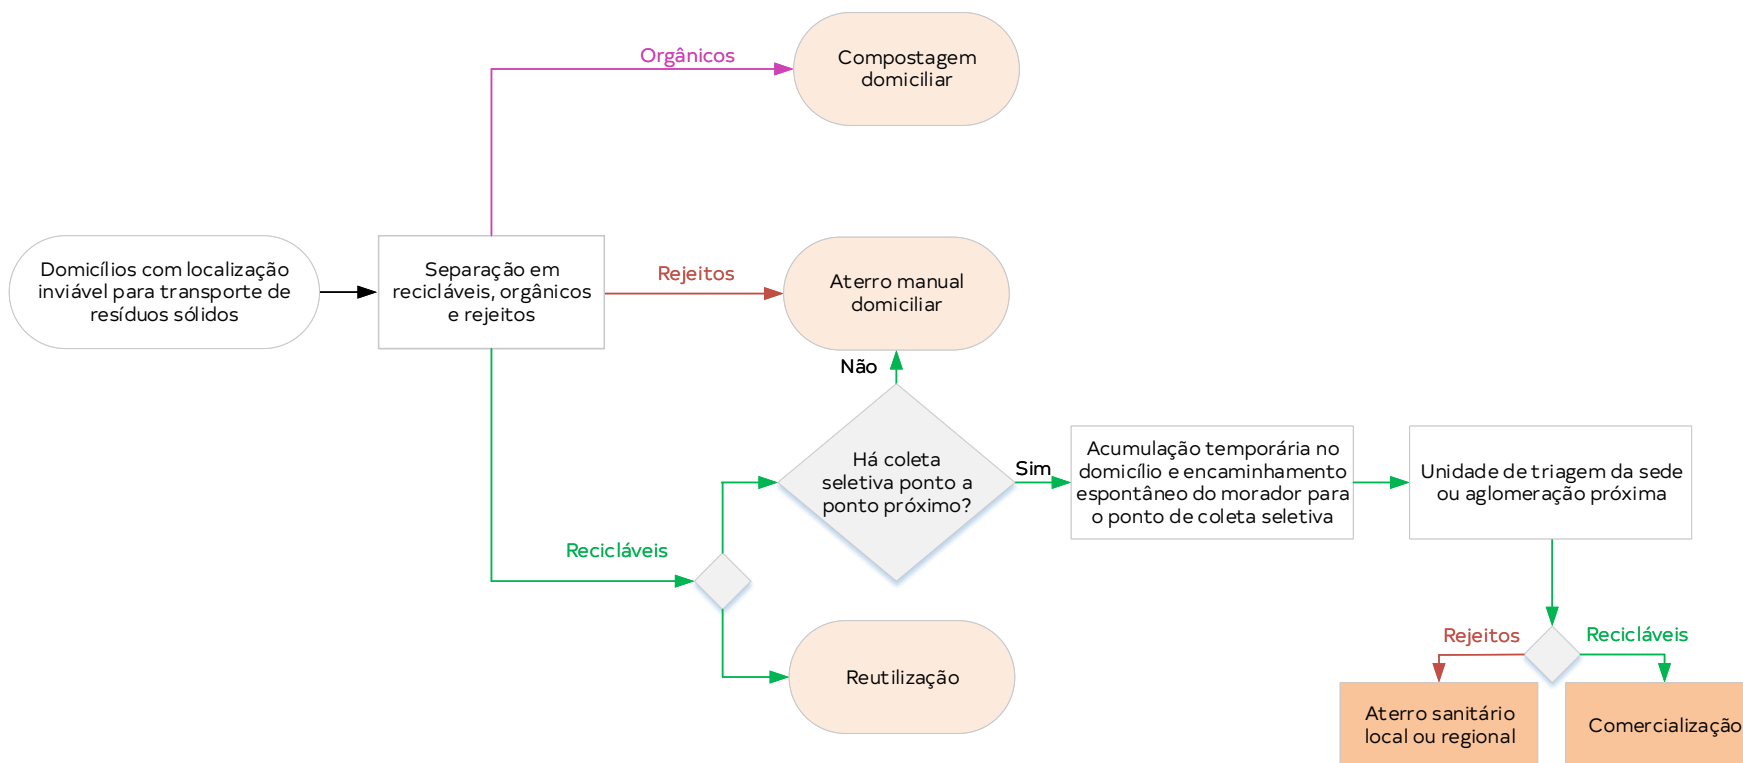 Orgânicos
Compostagem
domiciliar
Domicílios com localização
inviável para transporte de
resíduos sólidos
Separação em
recicláveis, orgânicos
e rejeitos
Rejeitos
Aterro manual
domiciliar
Não
Há coleta
seletiva ponto a
ponto próximo?
Sim
Acumulação temporária no
domicílio e encaminhamento
espontâneo do morador para
o ponto de coleta seletiva
Unidade de triagem da sede
ou aglomeração próxima
Recicláveis
Reutilização
Rejeitos
Recicláveis
Aterro sanitário
local ou regional
Comercialização